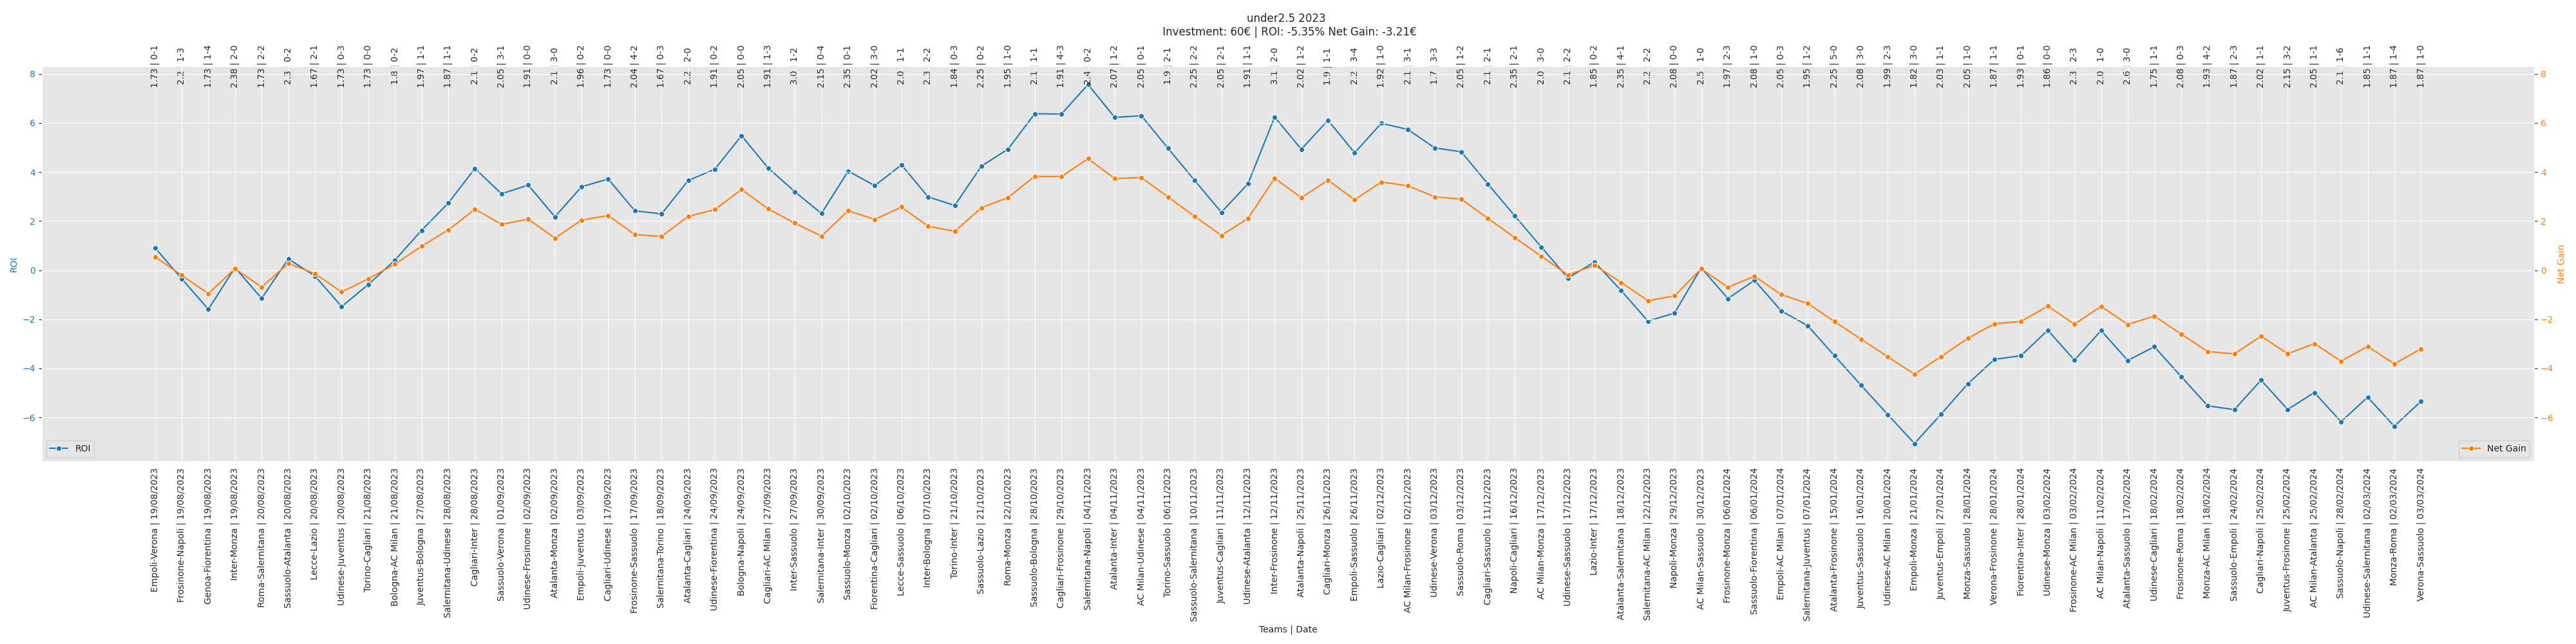 under2.5 2023
Investment: 60€ | ROI: -5.35% Net Gain: -3.21€
1.73 | 0-1
2.2 | 1-3
1.73 | 1-4
2.38 | 2-0
1.73 | 2-2
2.3 | 0-2
1.67 | 2-1
1.73 | 0-3
1.73 | 0-0
1.8 | 0-2
1.97 | 1-1
1.87 | 1-1
2.1 | 0-2
2.05 | 3-1
1.91 | 0-0
2.1 | 3-0
1.96 | 0-2
1.73 | 0-0
2.04 | 4-2
1.67 | 0-3
2.2 | 2-0
1.91 | 0-2
2.05 | 0-0
1.91 | 1-3
3.0 | 1-2
2.15 | 0-4
2.35 | 0-1
2.02 | 3-0
2.0 | 1-1
2.3 | 2-2
1.84 | 0-3
2.25 | 0-2
1.95 | 1-0
2.1 | 1-1
1.91 | 4-3
2.4 | 0-2
2.07 | 1-2
2.05 | 0-1
1.9 | 2-1
2.25 | 2-2
2.05 | 2-1
1.91 | 1-1
3.1 | 2-0
2.02 | 1-2
1.9 | 1-1
2.2 | 3-4
1.92 | 1-0
2.1 | 3-1
1.7 | 3-3
2.05 | 1-2
2.1 | 2-1
2.35 | 2-1
2.0 | 3-0
2.1 | 2-2
1.85 | 0-2
2.35 | 4-1
2.2 | 2-2
2.08 | 0-0
2.5 | 1-0
1.97 | 2-3
2.08 | 1-0
2.05 | 0-3
1.95 | 1-2
2.25 | 5-0
2.08 | 3-0
1.99 | 2-3
1.82 | 3-0
2.03 | 1-1
2.05 | 1-0
1.87 | 1-1
1.93 | 0-1
1.86 | 0-0
2.3 | 2-3
2.0 | 1-0
2.6 | 3-0
1.75 | 1-1
2.08 | 0-3
1.93 | 4-2
1.87 | 2-3
2.02 | 1-1
2.15 | 3-2
2.05 | 1-1
2.1 | 1-6
1.85 | 1-1
1.87 | 1-4
1.87 | 1-0
8
6
4
2
0
−2
−4
−6
ROI
ROI
8
6
4
2
0
−2
−4
−6
Net Gain
Net Gain
Empoli-Verona | 19/08/2023
Frosinone-Napoli | 19/08/2023
Genoa-Fiorentina | 19/08/2023
Inter-Monza | 19/08/2023
Roma-Salernitana | 20/08/2023
Sassuolo-Atalanta | 20/08/2023
Lecce-Lazio | 20/08/2023
Udinese-Juventus | 20/08/2023
Torino-Cagliari | 21/08/2023
Bologna-AC Milan | 21/08/2023
Juventus-Bologna | 27/08/2023
Salernitana-Udinese | 28/08/2023
Cagliari-Inter | 28/08/2023
Sassuolo-Verona | 01/09/2023
Udinese-Frosinone | 02/09/2023
Atalanta-Monza | 02/09/2023
Empoli-Juventus | 03/09/2023
Cagliari-Udinese | 17/09/2023
Frosinone-Sassuolo | 17/09/2023
Salernitana-Torino | 18/09/2023
Atalanta-Cagliari | 24/09/2023
Udinese-Fiorentina | 24/09/2023
Bologna-Napoli | 24/09/2023
Cagliari-AC Milan | 27/09/2023
Inter-Sassuolo | 27/09/2023
Salernitana-Inter | 30/09/2023
Sassuolo-Monza | 02/10/2023
Fiorentina-Cagliari | 02/10/2023
Lecce-Sassuolo | 06/10/2023
Inter-Bologna | 07/10/2023
Torino-Inter | 21/10/2023
Sassuolo-Lazio | 21/10/2023
Roma-Monza | 22/10/2023
Sassuolo-Bologna | 28/10/2023
Cagliari-Frosinone | 29/10/2023
Salernitana-Napoli | 04/11/2023
Atalanta-Inter | 04/11/2023
AC Milan-Udinese | 04/11/2023
Torino-Sassuolo | 06/11/2023
Sassuolo-Salernitana | 10/11/2023
Juventus-Cagliari | 11/11/2023
Udinese-Atalanta | 12/11/2023
Inter-Frosinone | 12/11/2023
Atalanta-Napoli | 25/11/2023
Cagliari-Monza | 26/11/2023
Empoli-Sassuolo | 26/11/2023
Lazio-Cagliari | 02/12/2023
AC Milan-Frosinone | 02/12/2023
Udinese-Verona | 03/12/2023
Sassuolo-Roma | 03/12/2023
Cagliari-Sassuolo | 11/12/2023
Napoli-Cagliari | 16/12/2023
AC Milan-Monza | 17/12/2023
Udinese-Sassuolo | 17/12/2023
Lazio-Inter | 17/12/2023
Atalanta-Salernitana | 18/12/2023
Salernitana-AC Milan | 22/12/2023
Napoli-Monza | 29/12/2023
AC Milan-Sassuolo | 30/12/2023
Frosinone-Monza | 06/01/2024
Sassuolo-Fiorentina | 06/01/2024
Empoli-AC Milan | 07/01/2024
Salernitana-Juventus | 07/01/2024
Atalanta-Frosinone | 15/01/2024
Juventus-Sassuolo | 16/01/2024
Udinese-AC Milan | 20/01/2024
Empoli-Monza | 21/01/2024
Juventus-Empoli | 27/01/2024
Monza-Sassuolo | 28/01/2024
Verona-Frosinone | 28/01/2024
Fiorentina-Inter | 28/01/2024
Udinese-Monza | 03/02/2024
Frosinone-AC Milan | 03/02/2024
AC Milan-Napoli | 11/02/2024
Atalanta-Sassuolo | 17/02/2024
Udinese-Cagliari | 18/02/2024
Frosinone-Roma | 18/02/2024
Monza-AC Milan | 18/02/2024
Sassuolo-Empoli | 24/02/2024
Cagliari-Napoli | 25/02/2024
Juventus-Frosinone | 25/02/2024
AC Milan-Atalanta | 25/02/2024
Sassuolo-Napoli | 28/02/2024
Udinese-Salernitana | 02/03/2024
Monza-Roma | 02/03/2024
Verona-Sassuolo | 03/03/2024
Teams | Date